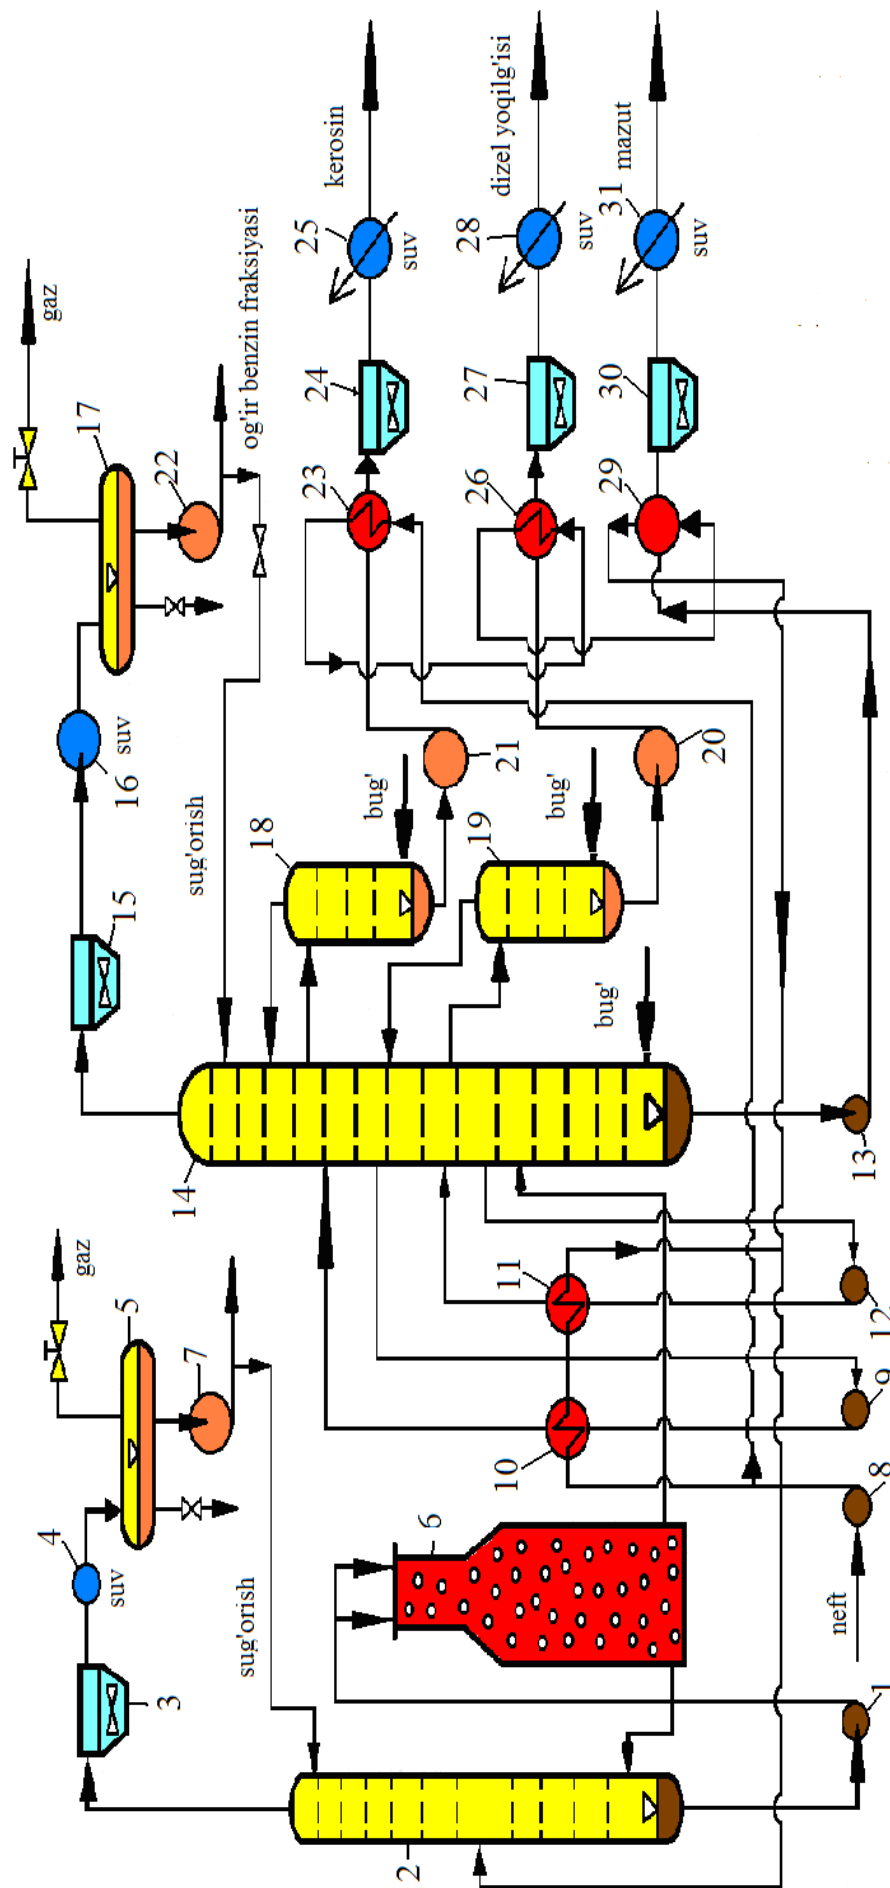 gaz
4
gaz
17
suv
16
suv
15
5
3
22
14
7
sug'orish
sug'orish
og'ir benzin fraksiyasi
18
25
24
kerosin
23
bug'
2
suv
6
28
19
27
dizel yoqilg'isi
26
10
21
11
bug'
suv
bug'
29
30
31
mazut
suv
20
neft
13
12
9
8
1